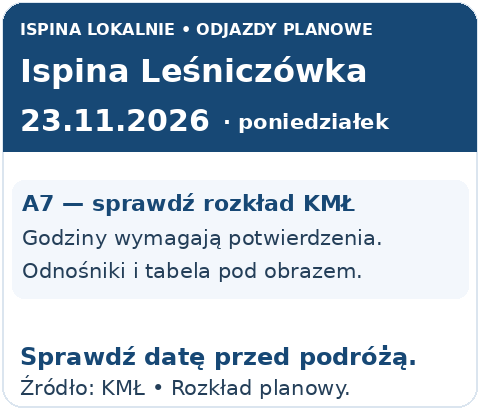 ISPINA LOKALNIE • ODJAZDY PLANOWE
Ispina Leśniczówka
23.11.2026 · poniedziałek
A7 — sprawdź rozkład KMŁ
Godziny wymagają potwierdzenia.
Odnośniki i tabela pod obrazem.
Sprawdź datę przed podróżą.
Źródło: KMŁ • Rozkład planowy.